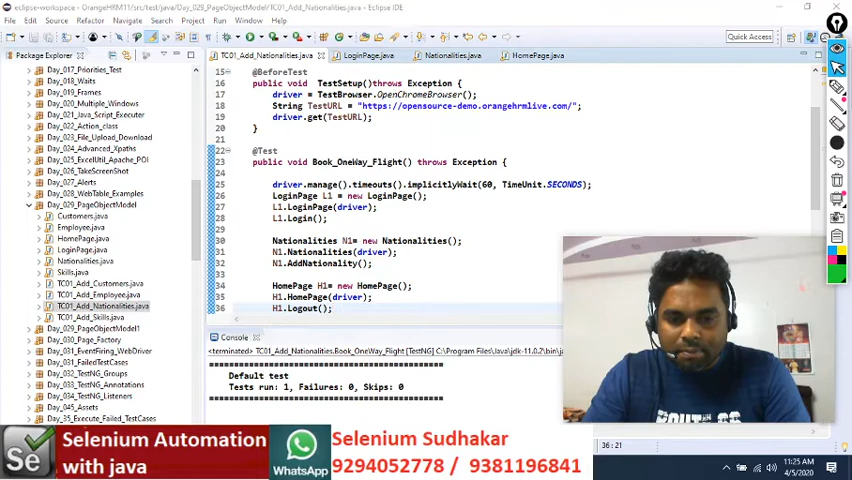 eclipse-workspace - OrangeHRM11/src/test/java/Day_029_PageObjectModel/TC01_Add_Nationalities.java - Eclipse IDE
File Edit Source Refactor Navigate Search Project Run Window Help
Quick Access
Package Explorer
Day_017_Priorities_Test
Day_018_Waits
Day_019_Frames
Day_020_Multiple_Windows
Day_021_Java_Script_Executer
Day_022_Action_class
Day_023_File_Upload_Download
Day_024_Advanced_Xpaths
Day_025_ExcelUtil_Apache_POI
Day_026_TakeScreenShot
Day_027_Alerts
Day_028_WebTable_Examples
Day_029_PageObjectModel
Customers.java
Employee.java
HomePage.java
LoginPage.java
Nationalities.java
Skills.java
TC01_Add_Customers.java
TC01_Add_Employee.java
TC01_Add_Nationalities.java
TC01_Add_Skills.java
Day_029_PageObjectModel1
Day_030_Page_Factory
Day_031_EventFiring_WebDriver
Day_031_FailedTestCases
Day_032_TestNG_Groups
Day_033_TestNG_Annotations
Day_034_TestNG_Listeners
Day_045_Assets
Day_35_Execute_Failed_TestCases
TC01_Add_Nationalities.java LoginPage.java Nationalities.java HomePage.java
15 @BeforeTest
16 public void TestSetup()throws Exception {
17 driver = TestBrowser.OpenChromeBrowser();
18 String TestURL = "https://opensource-demo.orangehrmlive.com/";
19 driver.get(TestURL);
20 }
21
22 @Test
23 public void Book_OneWay_Flight() throws Exception {
24
25 driver.manage().timeouts().implicitlyWait(60, TimeUnit.SECONDS);
26 LoginPage L1 = new LoginPage();
27 L1.LoginPage(driver);
28 L1.Login();
29
30 Nationalities N1= new Nationalities();
31 N1.Nationalities(driver);
32 N1.AddNationality();
33
34 HomePage H1= new HomePage();
35 H1.HomePage(driver);
36 H1.Logout();
Console
<terminated> TC01_Add_Nationalities.Book_OneWay_Flight [TestNG] C:\Program Files\Java\jdk-11.0.2\bin\j
===============================================
Default test
Tests run: 1, Failures: 0, Skips: 0
===============================================
36 : 21
Se
Selenium Automation
with java
WhatsApp
Selenium Sudhakar
9294052778 / 9381196841
11:25 AM
4/5/2020